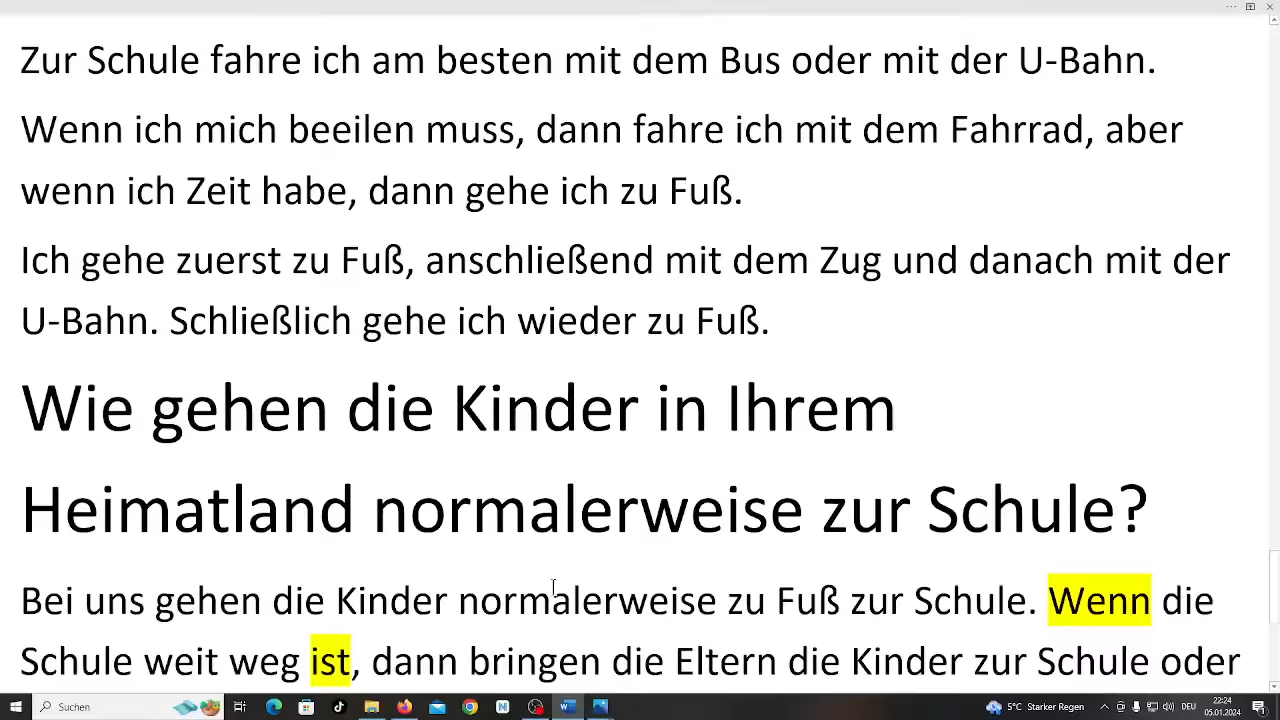 Zur Schule fahre ich am besten mit dem Bus oder mit der U-Bahn.
Wenn ich mich beeilen muss, dann fahre ich mit dem Fahrrad, aber
wenn ich Zeit habe, dann gehe ich zu Fuß.
Ich gehe zuerst zu Fuß, anschließend mit dem Zug und danach mit der
U-Bahn. Schließlich gehe ich wieder zu Fuß.
Wie gehen die Kinder in Ihrem
Heimatland normalerweise zur Schule?
Bei uns gehen die Kinder normalerweise zu Fuß zur Schule. Wenn die
Schule weit weg ist, dann bringen die Eltern die Kinder zur Schule oder
Suchen
5°C Starker Regen
DEU
22:24
05.01.2024